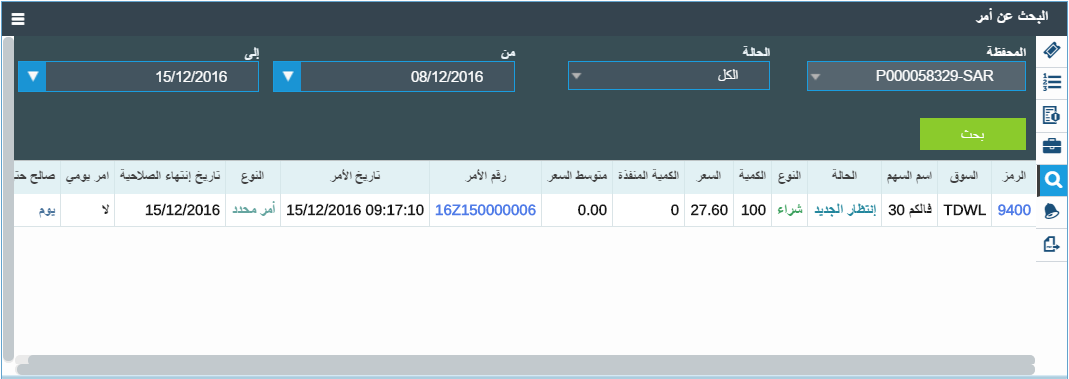 البحث عن أمر
المحفظة الحالة من إلى
P000058329-SAR الكل 08/12/2016 15/12/2016
بحث
الرمز السوق اسم السهم الحالة النوع الكمية السعر الكمية المنفذة متوسط السعر رقم الأمر تاريخ الأمر النوع تاريخ إنتهاء الصلاحية امر يومي صالح حتـ
9400 TDWL فالكم 30 إنتظار الجديد شراء 100 27.60 0 0.00 16Z150000006 15/12/2016 09:17:10 أمر محدد 15/12/2016 لا يوم